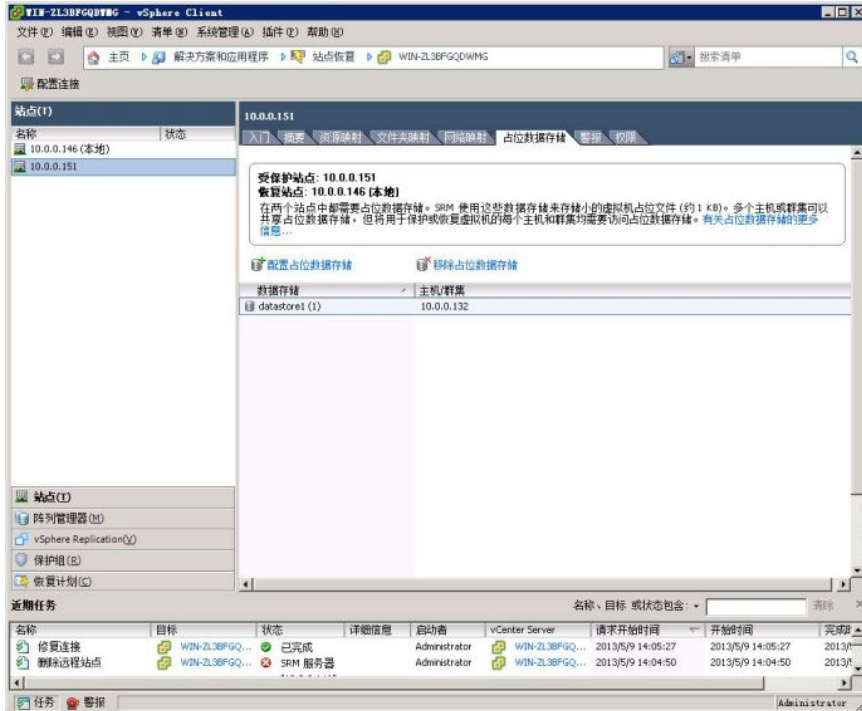 WIN-ZL3BFGQDWMG - vSphere Client
文件(F) 编辑(E) 视图(V) 清单(N) 系统管理(A) 插件(P) 帮助(H)
主页 解决方案和应用程序 站点恢复 WIN-ZL3BFGQDWMG 搜索清单
配置连接
站点(T)
名称 状态
10.0.0.146 (本地)
10.0.0.151
10.0.0.151
入门 摘要 资源映射 文件夹映射 网络映射 占位数据存储 警报 权限
受保护站点: 10.0.0.151
恢复站点: 10.0.0.146 (本地)
在两个站点中都需要占位数据存储。SRM 使用这些数据存储来存储小的虚拟机占位文件 (约 1 KB)。多个主机或群集可以
共享占位数据存储，但将用于保护或恢复虚拟机的每个主机和群集均需要访问占位数据存储。有关占位数据存储的更多
信息...
配置占位数据存储 移除占位数据存储
数据存储 主机/群集
datastore1 (1) 10.0.0.132
站点(T)
阵列管理器(M)
vSphere Replication(V)
保护组(R)
恢复计划(C)
近期任务 名称、目标 或状态包含: 清除
名称 目标 状态 详细信息 启动者 vCenter Server 请求开始时间 开始时间
修复连接 WIN-ZL3BFGQ... 已完成 Administrator WIN-ZL3BFGQ... 2013/5/9 14:05:27 2013/5/9 14:05:27
删除远程站点 WIN-ZL3BFGQ... SRM 服务器 Administrator WIN-ZL3BFGQ... 2013/5/9 14:04:50 2013/5/9 14:04:50
任务 警报 Administrator